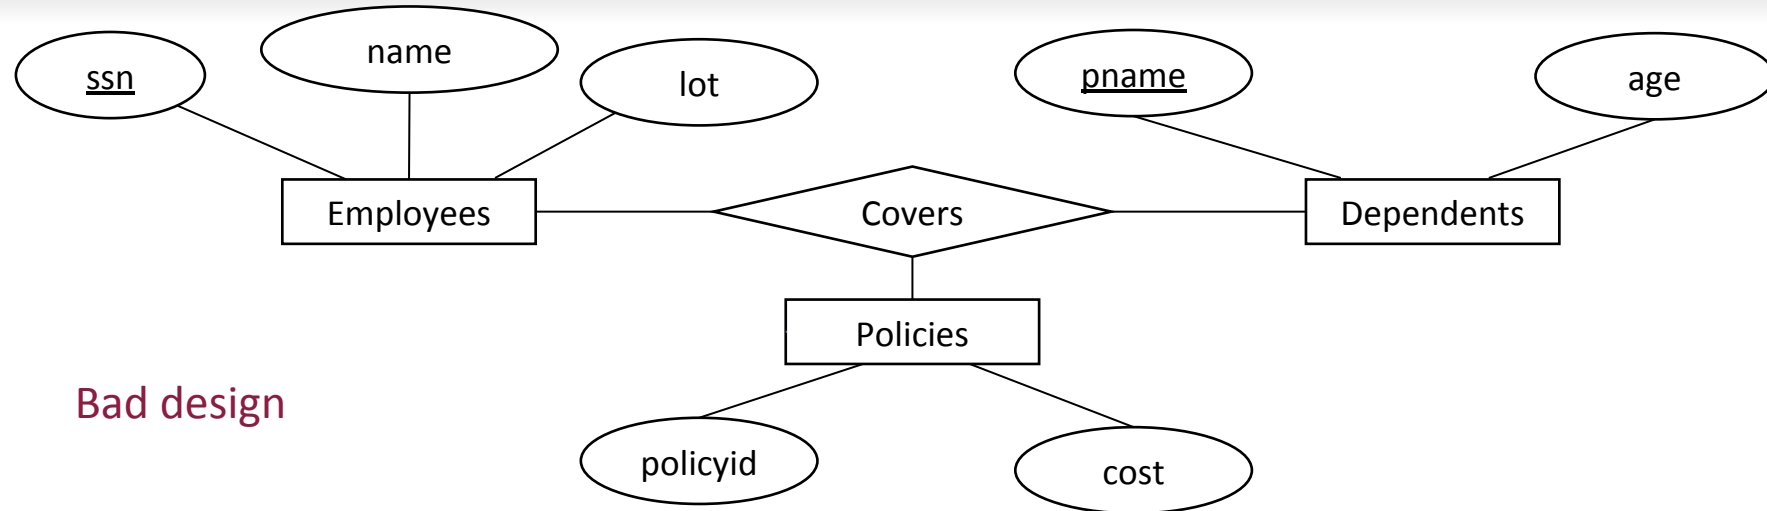 ssn
name
lot
pname
age
Employees
Covers
Dependents
Policies
Bad design
policyid
cost